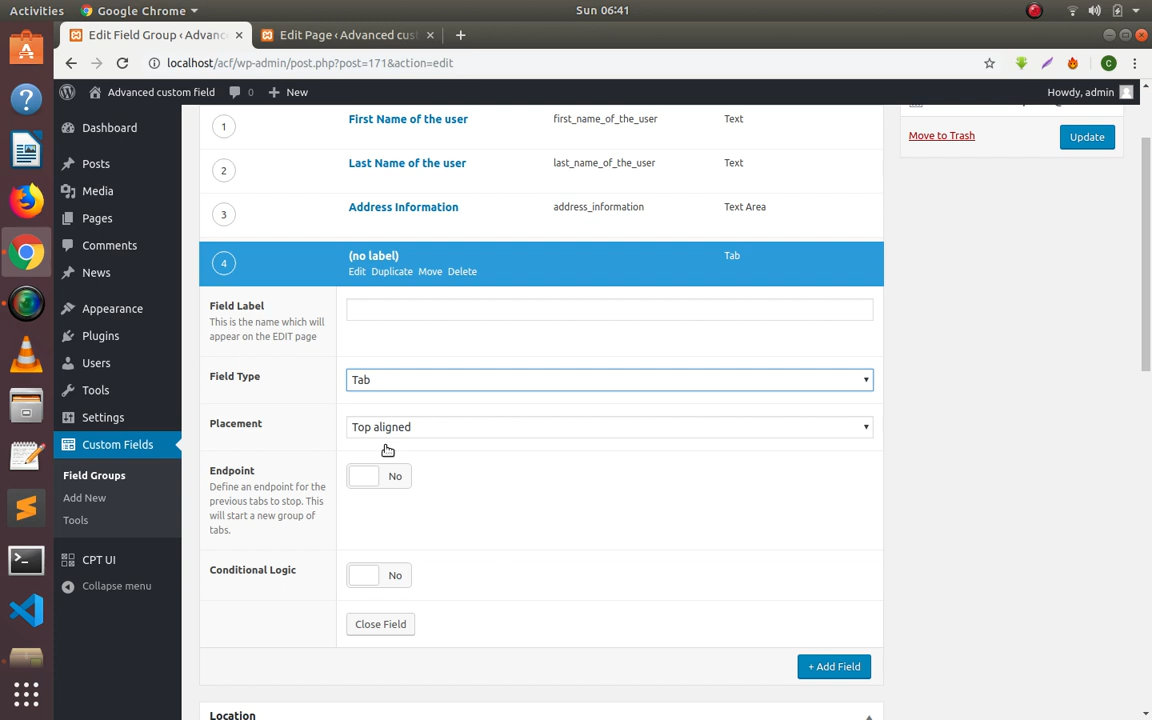 Activities Google Chrome Sun 06:41
Edit Field Group ‹ Advanc Edit Page ‹ Advanced cust
localhost/acf/wp-admin/post.php?post=171&action=edit C
Advanced custom field 0 New Howdy, admin
Dashboard
Posts
Media
Pages
Comments
News
Appearance
Plugins
Users
Tools
Settings
Custom Fields
Field Groups
Add New
Tools
CPT UI
Collapse menu
1 First Name of the user first_name_of_the_user Text
2 Last Name of the user last_name_of_the_user Text
3 Address Information address_information Text Area
4 (no label) Tab
Edit Duplicate Move Delete
Field Label
This is the name which will
appear on the EDIT page
Field Type Tab
Placement Top aligned
Endpoint No
Define an endpoint for the
previous tabs to stop. This
will start a new group of
tabs.
Conditional Logic No
Close Field
+ Add Field
Location
Move to Trash Update